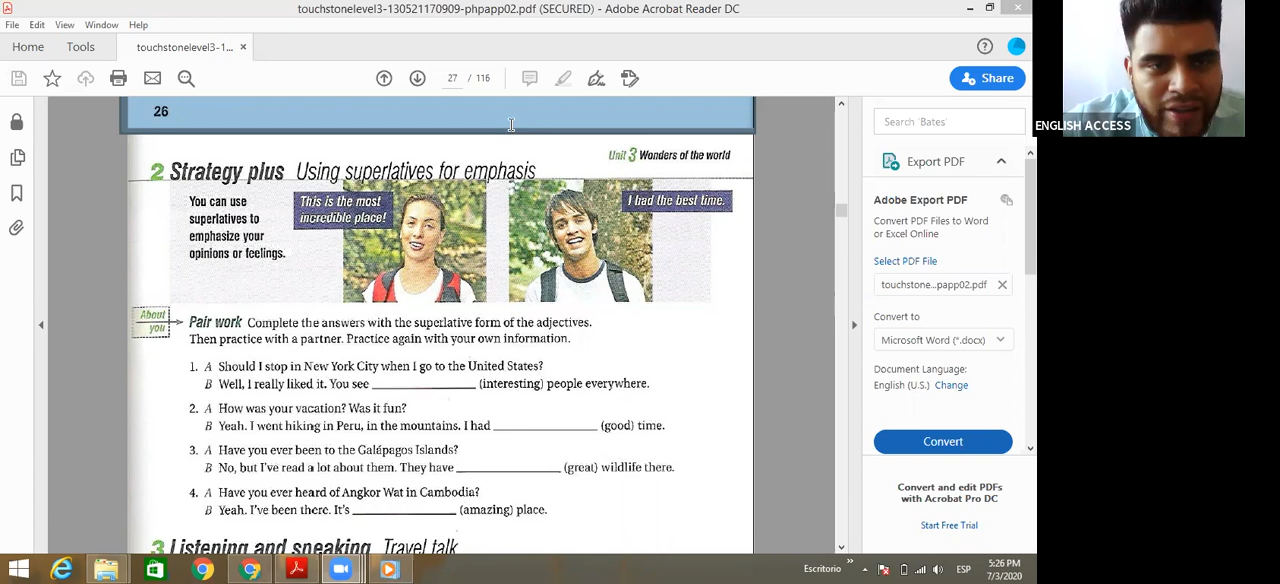 touchstonelevel3-130521170909-phpapp02.pdf (SECURED) - Adobe Acrobat Reader DC
File Edit View Window Help
Home Tools touchstonelevel3-1... ×
27 / 116
Share
26
Unit 3 Wonders of the world
2 Strategy plus Using superlatives for emphasis
You can use
superlatives to
emphasize your
opinions or feelings.
This is the most
incredible place!
I had the best time.
About
you
Pair work Complete the answers with the superlative form of the adjectives.
Then practice with a partner. Practice again with your own information.
1. A Should I stop in New York City when I go to the United States?
B Well, I really liked it. You see ____________ (interesting) people everywhere.
2. A How was your vacation? Was it fun?
B Yeah. I went hiking in Peru, in the mountains. I had ____________ (good) time.
3. A Have you ever been to the Galápagos Islands?
B No, but I've read a lot about them. They have ____________ (great) wildlife there.
4. A Have you ever heard of Angkor Wat in Cambodia?
B Yeah. I've been there. It's ____________ (amazing) place.
3 Listening and speaking Travel talk
Search 'Bates'
Export PDF
Adobe Export PDF
Convert PDF Files to Word
or Excel Online
Select PDF File
touchstone...papp02.pdf
Convert to
Microsoft Word (*.docx)
Document Language:
English (U.S.) Change
Convert
Convert and edit PDFs
with Acrobat Pro DC
Start Free Trial
ENGLISH ACCESS
Escritorio
ESP
5:26 PM
7/3/2020